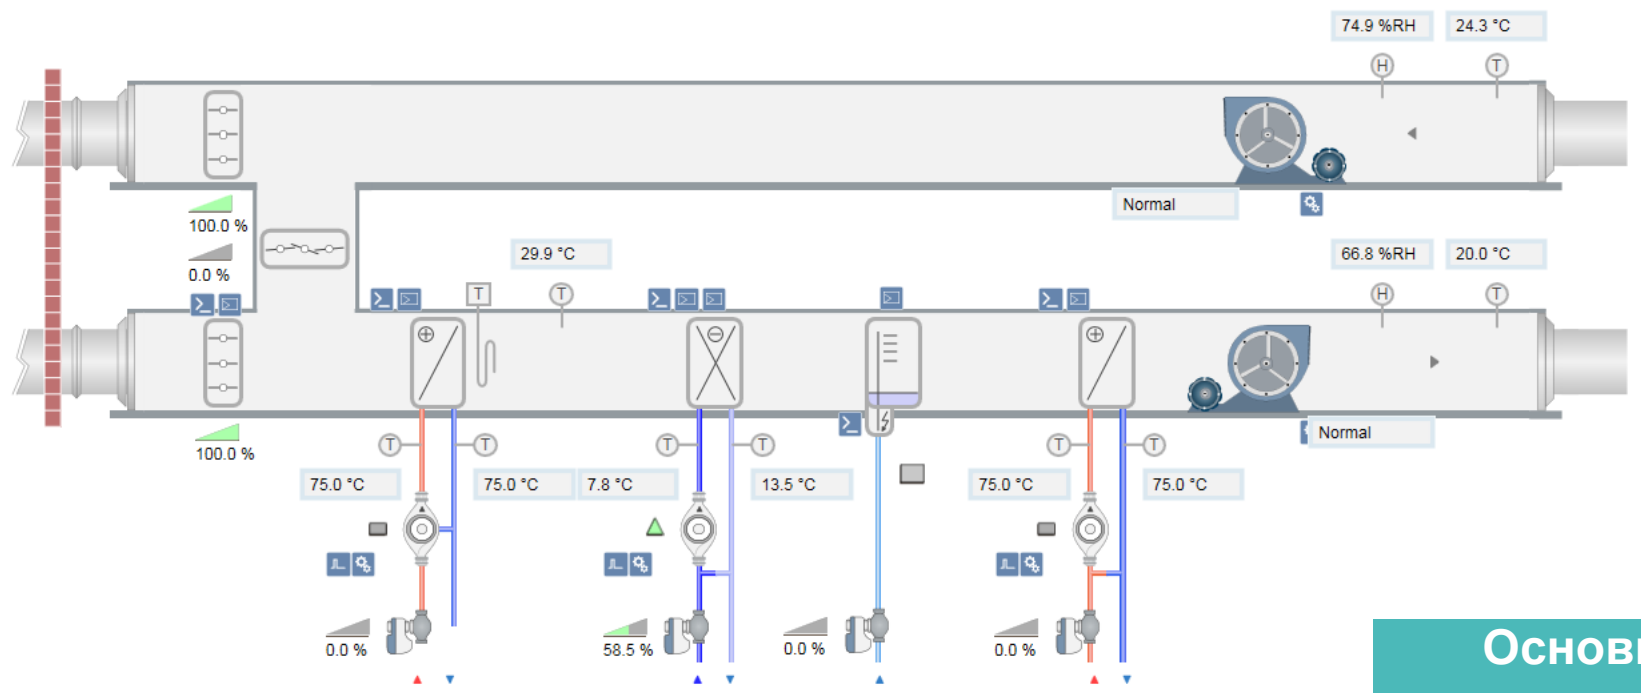 74.9 %RH
24.3 °C
H
T
100.0 %
Normal
0.0 %
29.9 °C
66.8 %RH
20.0 °C
T
T
H
T
100.0 %
Normal
T
T
T
T
T
T
75.0 °C
75.0 °C
7.8 °C
13.5 °C
75.0 °C
75.0 °C
0.0 %
58.5 %
0.0 %
0.0 %